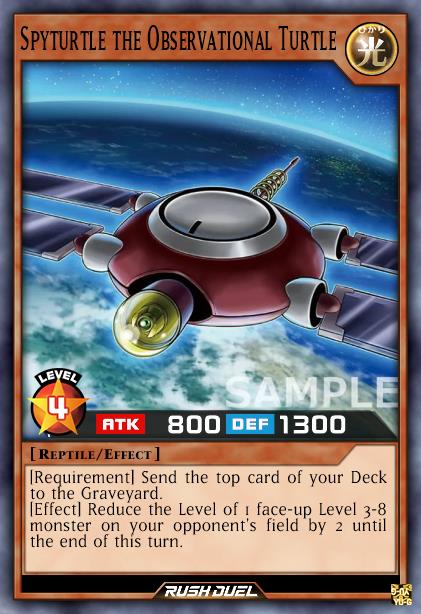 Spyturtle the Observational Turtle
ひかり
光
SAMPLE
LEVEL
4
ATK 800 DEF 1300
[Reptile/Effect]
[Requirement] Send the top card of your Deck
to the Graveyard.
[Effect] Reduce the Level of 1 face-up Level 3-8
monster on your opponent's field by 2 until
the end of this turn.
RUSH DUEL